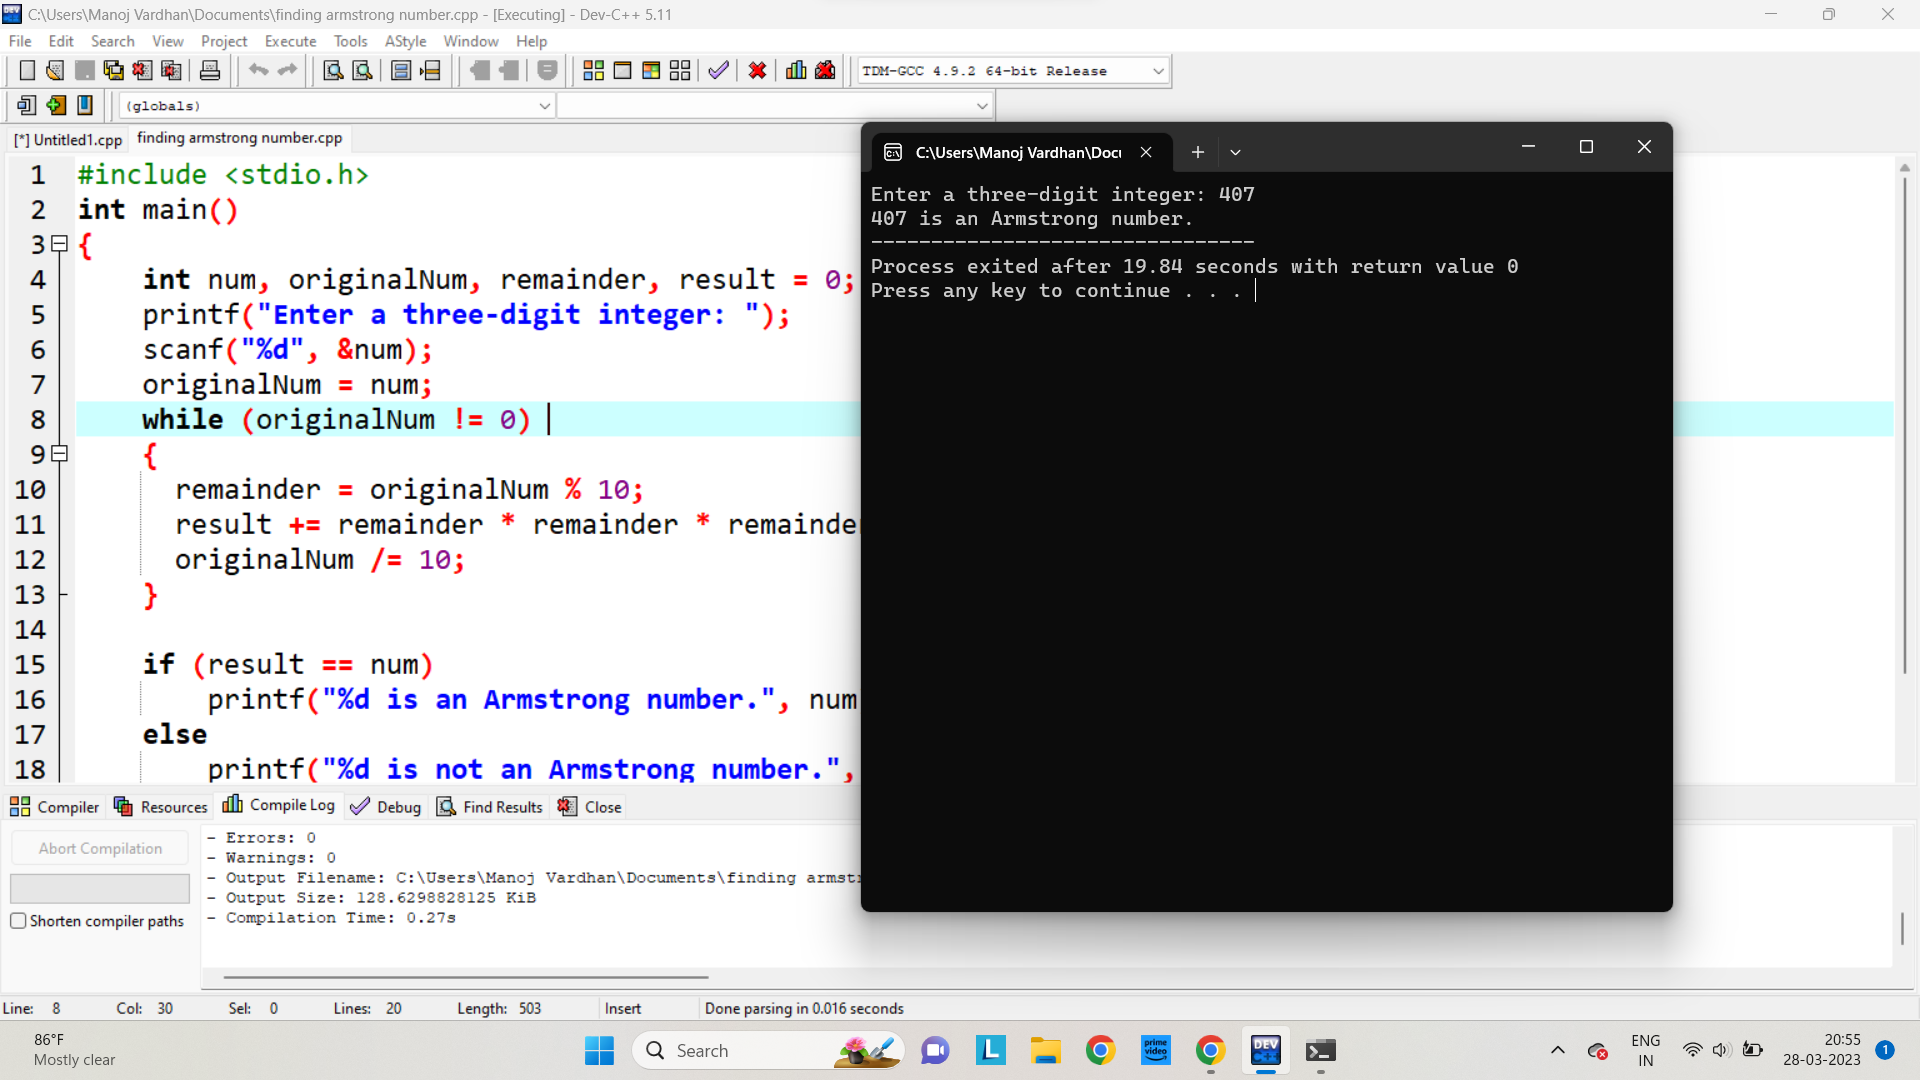 C:\Users\Manoj Vardhan\Documents\finding armstrong number.cpp - [Executing] - Dev-C++ 5.11
File Edit Search View Project Execute Tools AStyle Window Help
TDM-GCC 4.9.2 64-bit Release
(globals)
[*] Untitled1.cpp finding armstrong number.cpp
1 #include <stdio.h>
2 int main()
3 {
4 int num, originalNum, remainder, result = 0;
5 printf("Enter a three-digit integer: ");
6 scanf("%d", &num);
7 originalNum = num;
8 while (originalNum != 0)
9 {
10 remainder = originalNum % 10;
11 result += remainder * remainder * remainde
12 originalNum /= 10;
13 }
14
15 if (result == num)
16 printf("%d is an Armstrong number.", num
17 else
18 printf("%d is not an Armstrong number.",
C:\Users\Manoj Vardhan\Docu
Enter a three-digit integer: 407
407 is an Armstrong number.
--------------------------------
Process exited after 19.84 seconds with return value 0
Press any key to continue . . .
Compiler Resources Compile Log Debug Find Results Close
Abort Compilation
Shorten compiler paths
- Errors: 0
- Warnings: 0
- Output Filename: C:\Users\Manoj Vardhan\Documents\finding armst
- Output Size: 128.6298828125 KiB
- Compilation Time: 0.27s
Line: 8 Col: 30 Sel: 0 Lines: 20 Length: 503 Insert Done parsing in 0.016 seconds
86°F
Mostly clear
Search
L
prime video
DEV C++
ENG
IN
20:55
28-03-2023
1